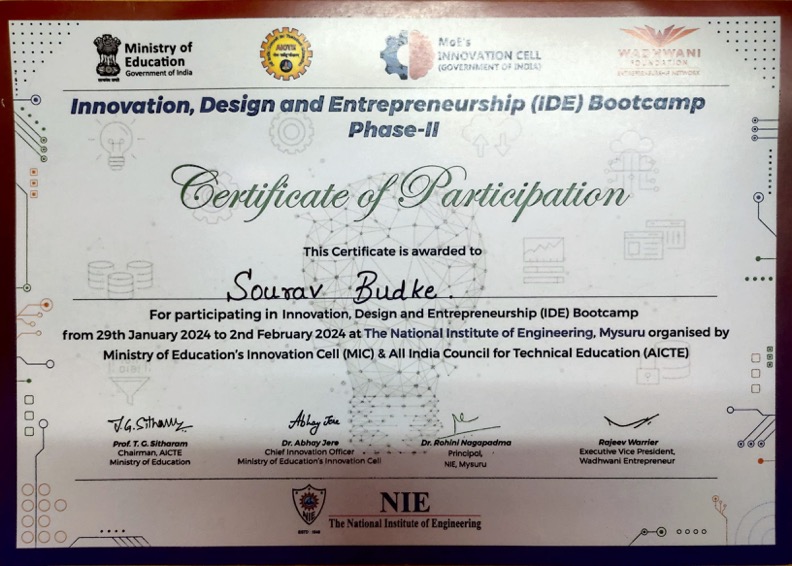 Ministry of
Education
Government of India
AICTE
MoE's
INNOVATION CELL
(GOVERNMENT OF INDIA)
WADHWANI
FOUNDATION
ENTREPRENEURSHIP NETWORK
Innovation, Design and Entrepreneurship (IDE) Bootcamp
Phase-II
Certificate of Participation
This Certificate is awarded to
Sourav Budke.
For participating in Innovation, Design and Entrepreneurship (IDE) Bootcamp
from 29th January 2024 to 2nd February 2024 at The National Institute of Engineering, Mysuru organised by
Ministry of Education's Innovation Cell (MIC) & All India Council for Technical Education (AICTE)
T.G. Sitharam
Abhay Jere
Prof. T. G. Sitharam
Chairman, AICTE
Ministry of Education
Dr. Abhay Jere
Chief Innovation Officer
Ministry of Education's Innovation Cell
Dr. Rohini Nagapadma
Principal,
NIE, Mysuru
Rajeev Warrier
Executive Vice President,
Wadhwani Entrepreneur
NIE
NIE
The National Institute of Engineering